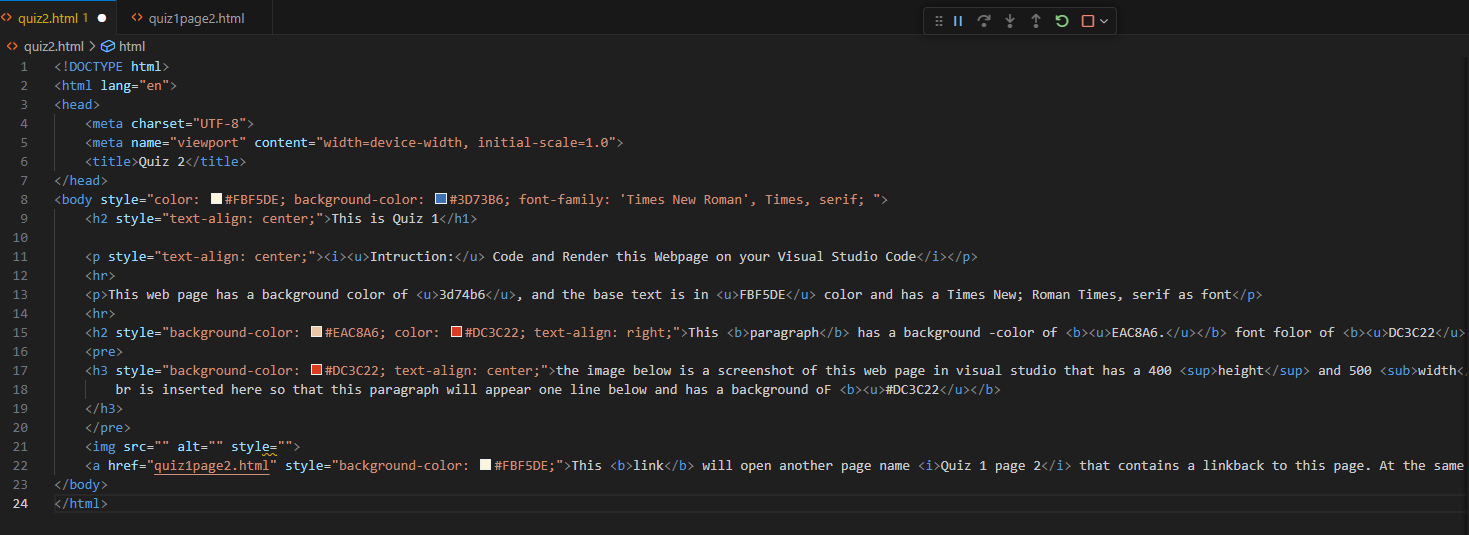 quiz2.html 1
quiz1page2.html
quiz2.html > html
1 <!DOCTYPE html>
2 <html lang="en">
3 <head>
4 <meta charset="UTF-8">
5 <meta name="viewport" content="width=device-width, initial-scale=1.0">
6 <title>Quiz 2</title>
7 </head>
8 <body style="color: #FBF5DE; background-color: #3D73B6; font-family: 'Times New Roman', Times, serif; ">
9 <h2 style="text-align: center;">This is Quiz 1</h1>
10
11 <p style="text-align: center;"><i><u>Intruction:</u> Code and Render this Webpage on your Visual Studio Code</i></p>
12 <hr>
13 <p>This web page has a background color of <u>3d74b6</u>, and the base text is in <u>FBF5DE</u> color and has a Times New; Roman Times, serif as font</p>
14 <hr>
15 <h2 style="background-color: #EAC8A6; color: #DC3C22; text-align: right;">This <b>paragraph</b> has a background -color of <b><u>EAC8A6.</u></b> font folor of <b><u>DC3C22</u>
16 <pre>
17 <h3 style="background-color: #DC3C22; text-align: center;">the image below is a screenshot of this web page in visual studio that has a 400 <sup>height</sup> and 500 <sub>width<
18 br is inserted here so that this paragraph will appear one line below and has a background oF <b><u>#DC3C22</u></b>
19 </h3>
20 </pre>
21 <img src="" alt="" style="">
22 <a href="quiz1page2.html" style="background-color: #FBF5DE;">This <b>link</b> will open another page name <i>Quiz 1 page 2</i> that contains a linkback to this page. At the same
23 </body>
24 </html>